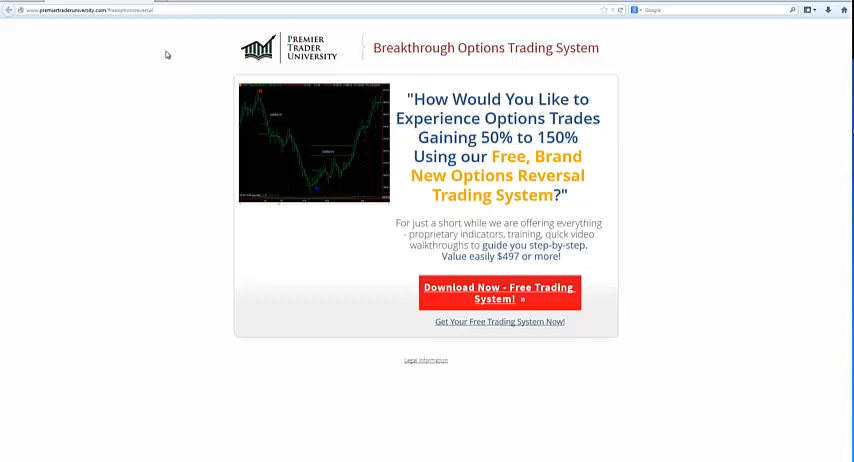 www.premiertraderuniversity.com/freeoptionsreversal
Google
PREMIER
TRADER
UNIVERSITY
Breakthrough Options Trading System
"How Would You Like to
Experience Options Trades
Gaining 50% to 150%
Using our Free, Brand
New Options Reversal
Trading System?"
For just a short while we are offering everything
- proprietary indicators, training, quick video
walkthroughs to guide you step-by-step.
Value easily $497 or more!
Download Now - Free Trading
System! »
Get Your Free Trading System Now!
Legal Information